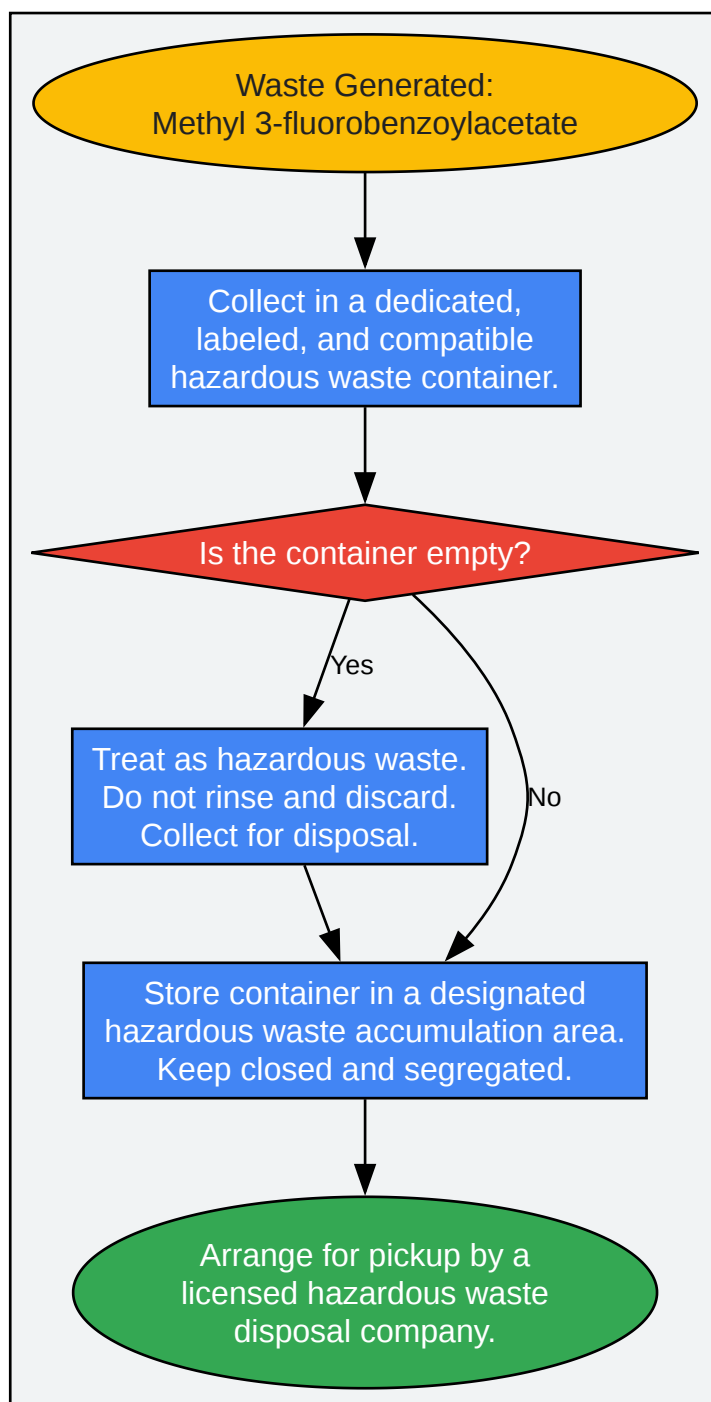 Waste Generated:
Methyl 3-fluorobenzoylacetate
Collect in a dedicated,
labeled, and compatible
hazardous waste container.
Is the container empty?
Yes
Treat as hazardous waste.
Do not rinse and discard.
Collect for disposal.
No
Store container in a designated
hazardous waste accumulation area.
Keep closed and segregated.
Arrange for pickup by a
licensed hazardous waste
disposal company.